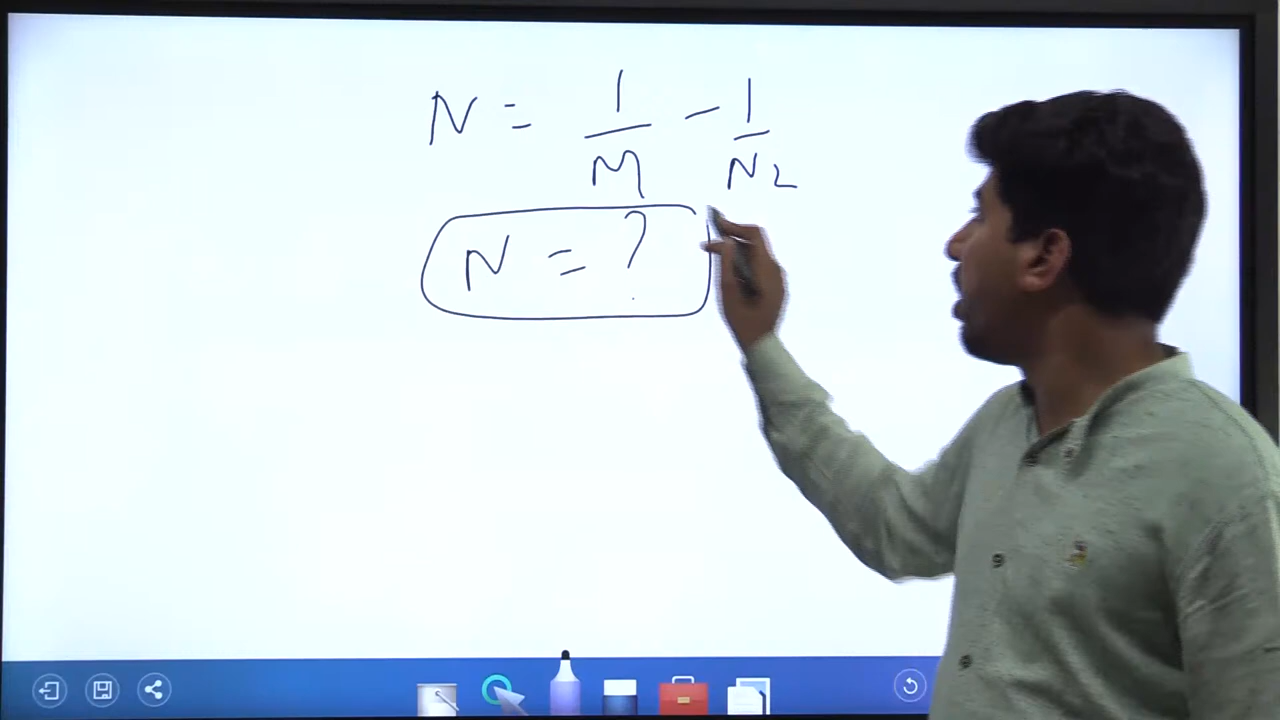 N = 1/M - 1/N2
N = ?